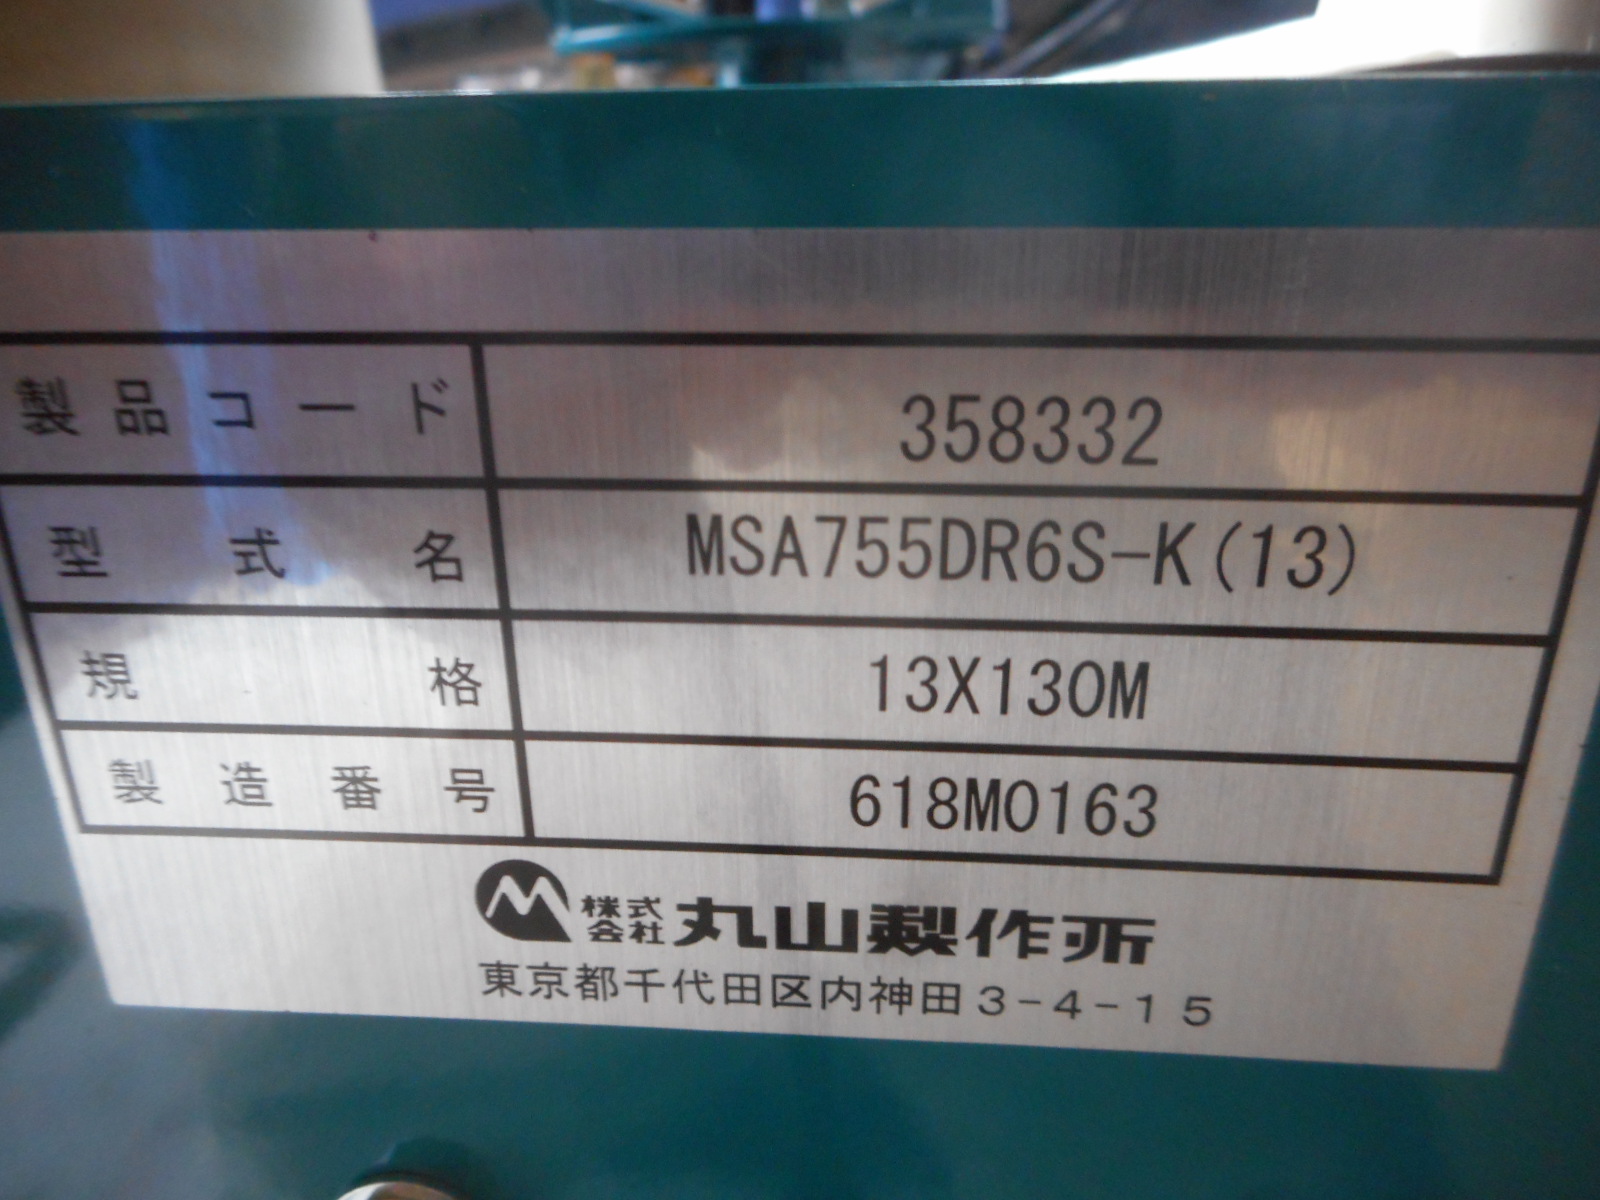 製品コード 358332
型式名 MSA755DR6S-K(13)
規格 13X130M
製造番号 618M0163
株式会社 丸山製作所
東京都千代田区内神田3-4-15